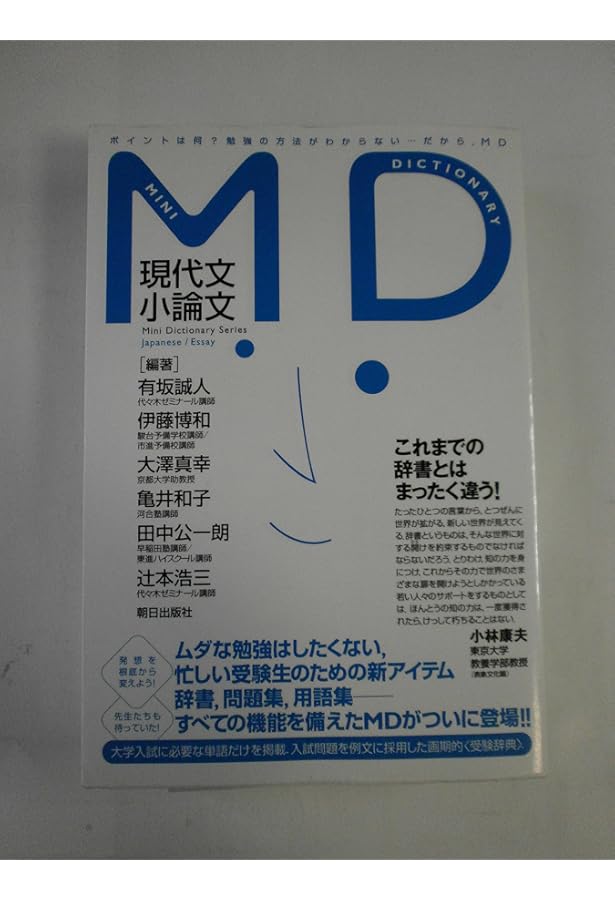 ポイントは何?勉強の方法がわからない…だから,MD
M.D
MINI
DICTIONARY
現代文
小論文
Mini Dictionary Series
Japanese / Essay
[編著]
有坂誠人
代々木ゼミナール講師
伊藤博和
駿台予備学校講師/
市進予備校講師
大澤真幸
京都大学助教授
亀井和子
河合塾講師
田中公一朗
早稲田塾講師/
東進ハイスクール講師
辻本浩三
代々木ゼミナール講師
朝日出版社
これまでの
辞書とは
まったく違う!
たったひとつの言葉から、とつぜんに
世界が拡がる。新しい世界が見えてく
る。辞書というものは、そんな世界に対
する開けを約束するものでなければ
ならないだろう。とりわけ、知の力を身
につけ、これからその力で世界のさま
ざまな扉を開けようとしかかっている
若い人々のサポートをするものとして
は、ほんとうの知の力は、一度獲得さ
れたら、けっして朽ちることはない。
小林康夫
東京大学
教養学部教授
(表象文化論)
発想を
根底から
変えよう!
先生たちも
待っていた!
ムダな勉強はしたくない,
忙しい受験生のための新アイテム
辞書,問題集,用語集――
すべての機能を備えたMDがついに登場!!
大学入試に必要な単語だけを掲載.入試問題を例文に採用した画期的〈受験辞典〉.